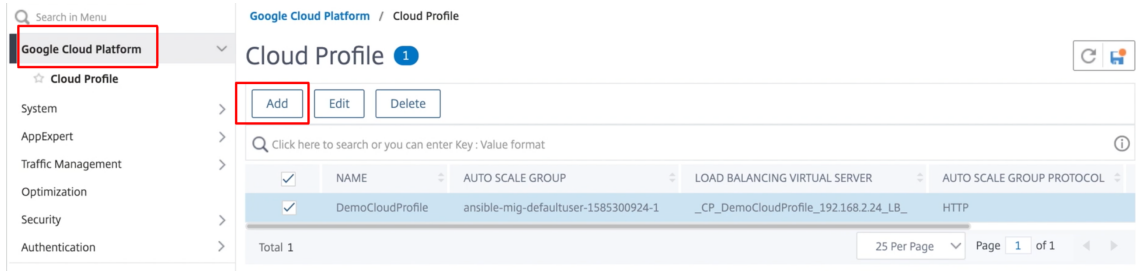 Search in Menu
Google Cloud Platform
Cloud Profile
System
AppExpert
Traffic Management
Optimization
Security
Authentication
Google Cloud Platform / Cloud Profile
Cloud Profile 1
Add Edit Delete
Click here to search or you can enter Key : Value format
NAME AUTO SCALE GROUP LOAD BALANCING VIRTUAL SERVER AUTO SCALE GROUP PROTOCOL
DemoCloudProfile ansible-mig-defaultuser-1585300924-1 _CP_DemoCloudProfile_192.168.2.24_LB_ HTTP
Total 1 25 Per Page Page 1 of 1